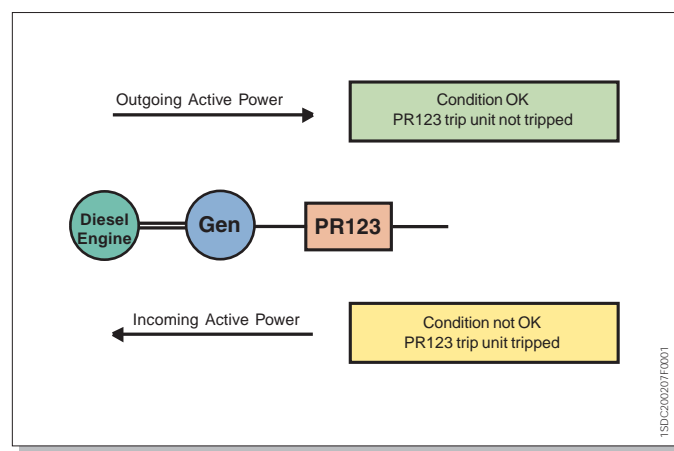 Outgoing Active Power
Condition OK
PR123 trip unit not tripped
Diesel
Engine
Gen
PR123
Incoming Active Power
Condition not OK
PR123 trip unit tripped
1SDC200207F0001